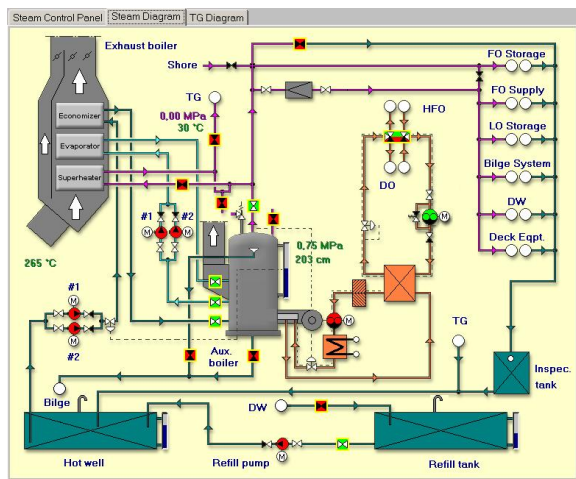 Steam Control Panel Steam Diagram TG Diagram
Exhaust boiler
Shore
FO Storage
TG
HFO
FO Supply
Economizer
0,00 MPa
30 °C
LO Storage
Evaporator
Bilge System
DO
Superheater
DW
#1 #2
M M
M
Deck Eqpt.
0,75 MPa
203 cm
265 °C
#1
M
M
TG
#2
M
Aux.
boiler
Inspec.
tank
Bilge
DW
M
Hot well
Refill pump
Refill tank